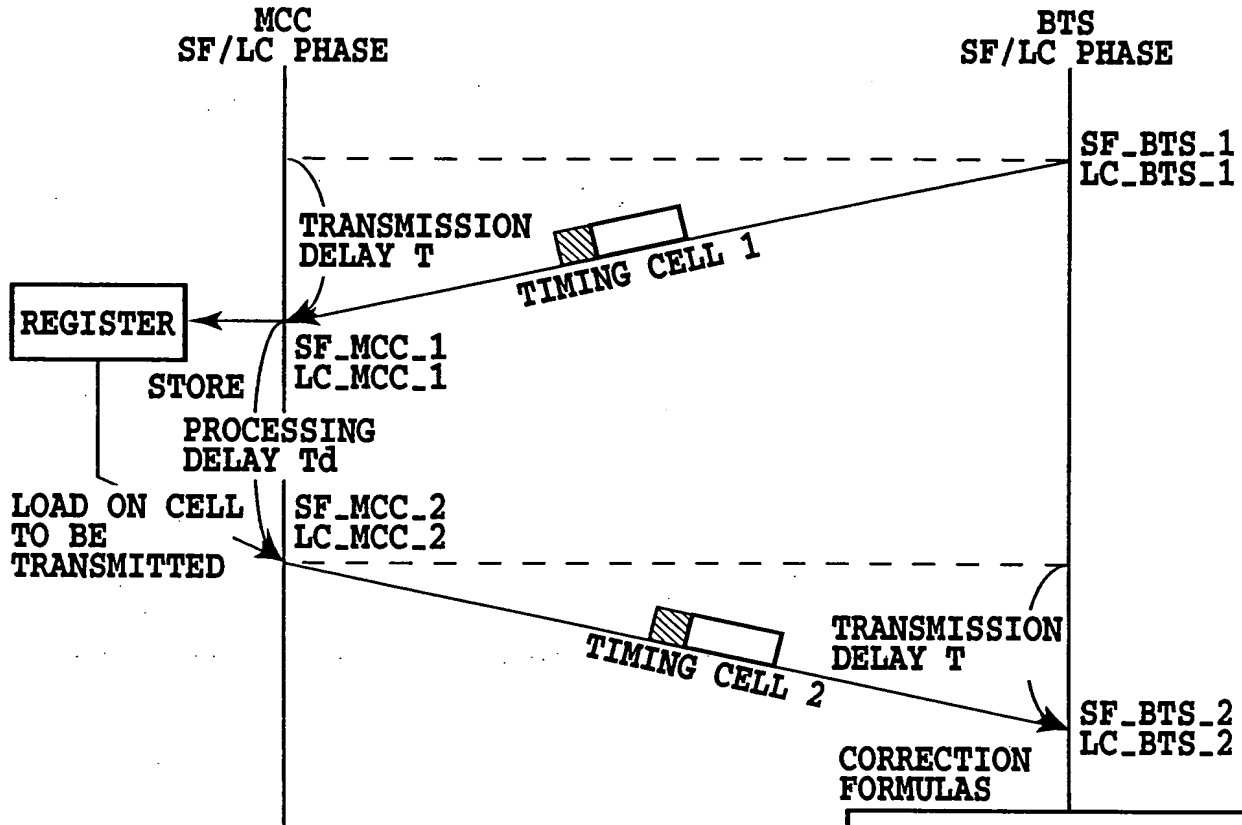 MCC
SF/LC PHASE
BTS
SF/LC PHASE
SF_BTS_1
LC_BTS_1
TRANSMISSION
DELAY T
TIMING CELL 1
REGISTER
SF_MCC_1
LC_MCC_1
STORE
PROCESSING
DELAY Td
LOAD ON CELL
TO BE
TRANSMITTED
SF_MCC_2
LC_MCC_2
TIMING CELL 2
TRANSMISSION
DELAY T
SF_BTS_2
LC_BTS_2
CORRECTION
FORMULAS